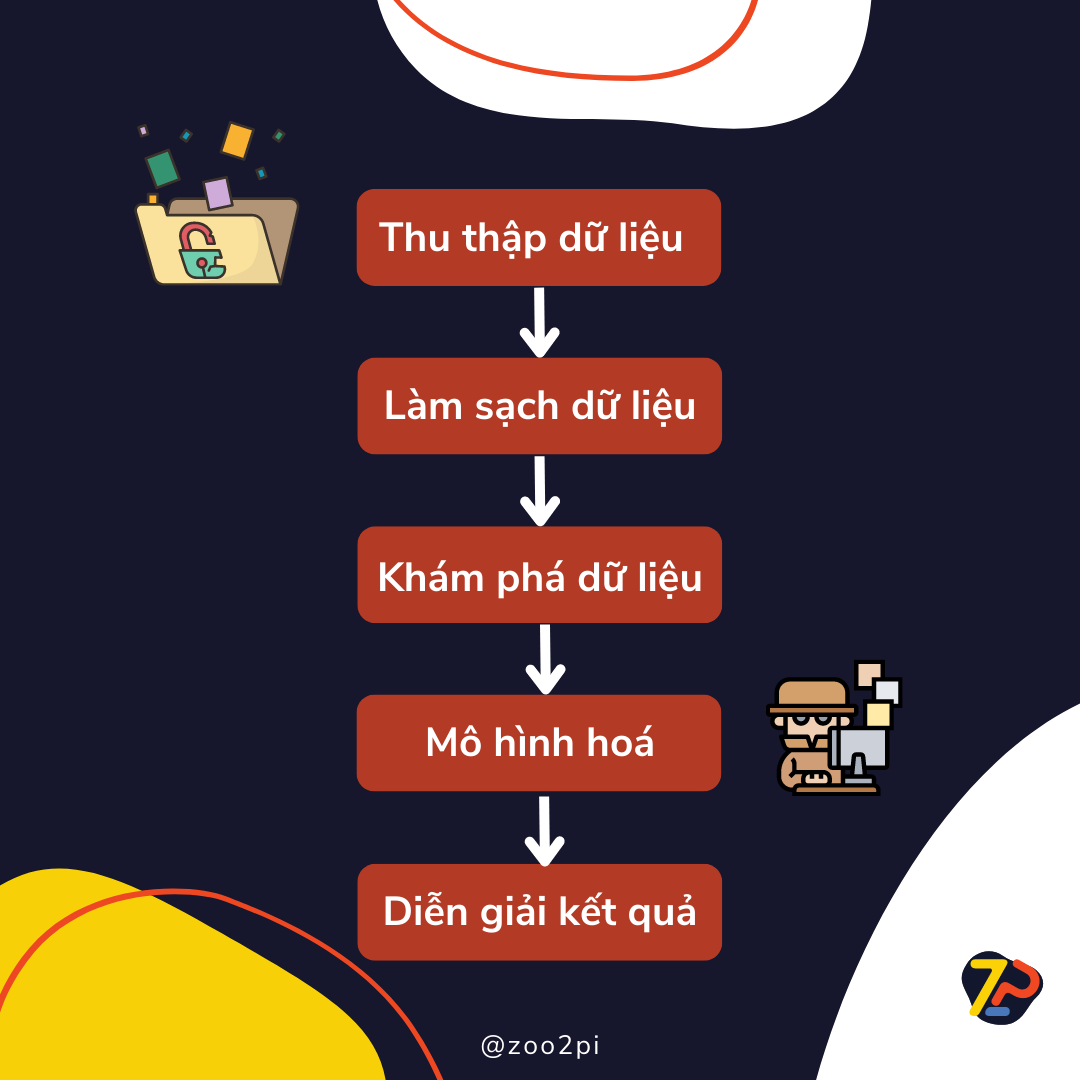 Thu thập dữ liệu
Làm sạch dữ liệu
Khám phá dữ liệu
Mô hình hoá
Diễn giải kết quả
@zoo2pi